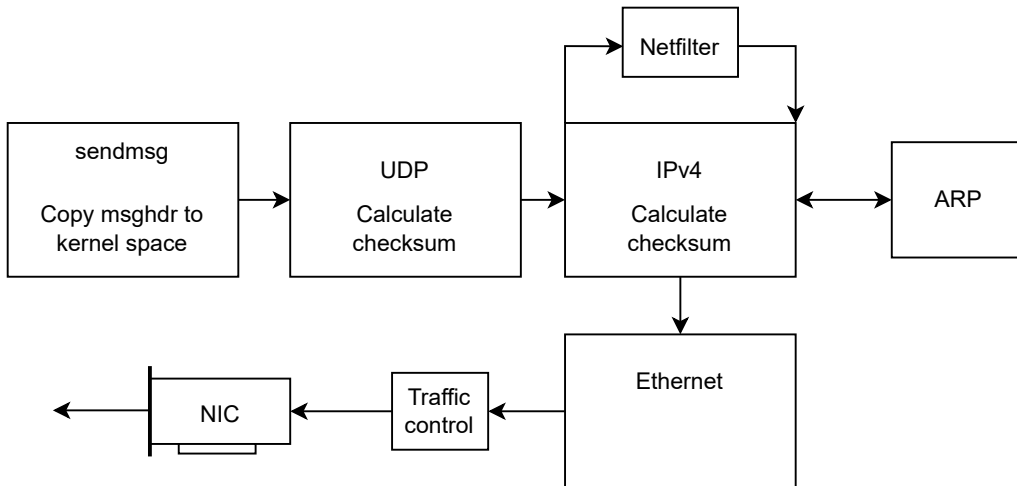 Netfilter
sendmsg
Copy msghdr to
kernel space
UDP
Calculate
checksum
IPv4
Calculate
checksum
ARP
Ethernet
Traffic
control
NIC